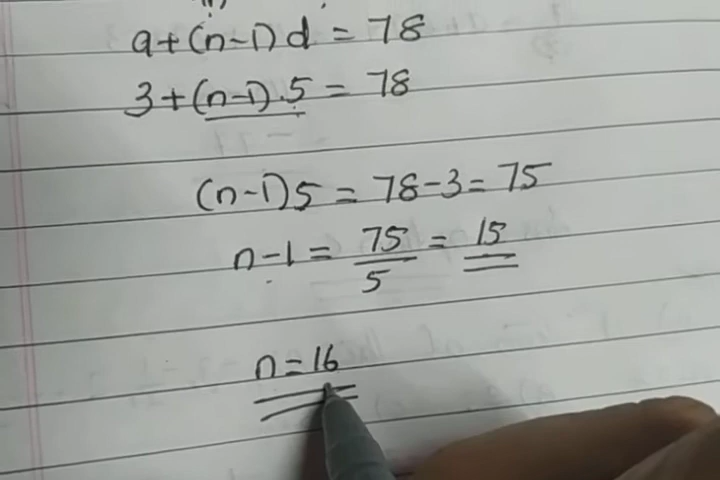 a+(n-1)d = 78
3+(n-1).5 = 78
(n-1)5 = 78-3 = 75
n-1 = 75/5 = 15
n = 16